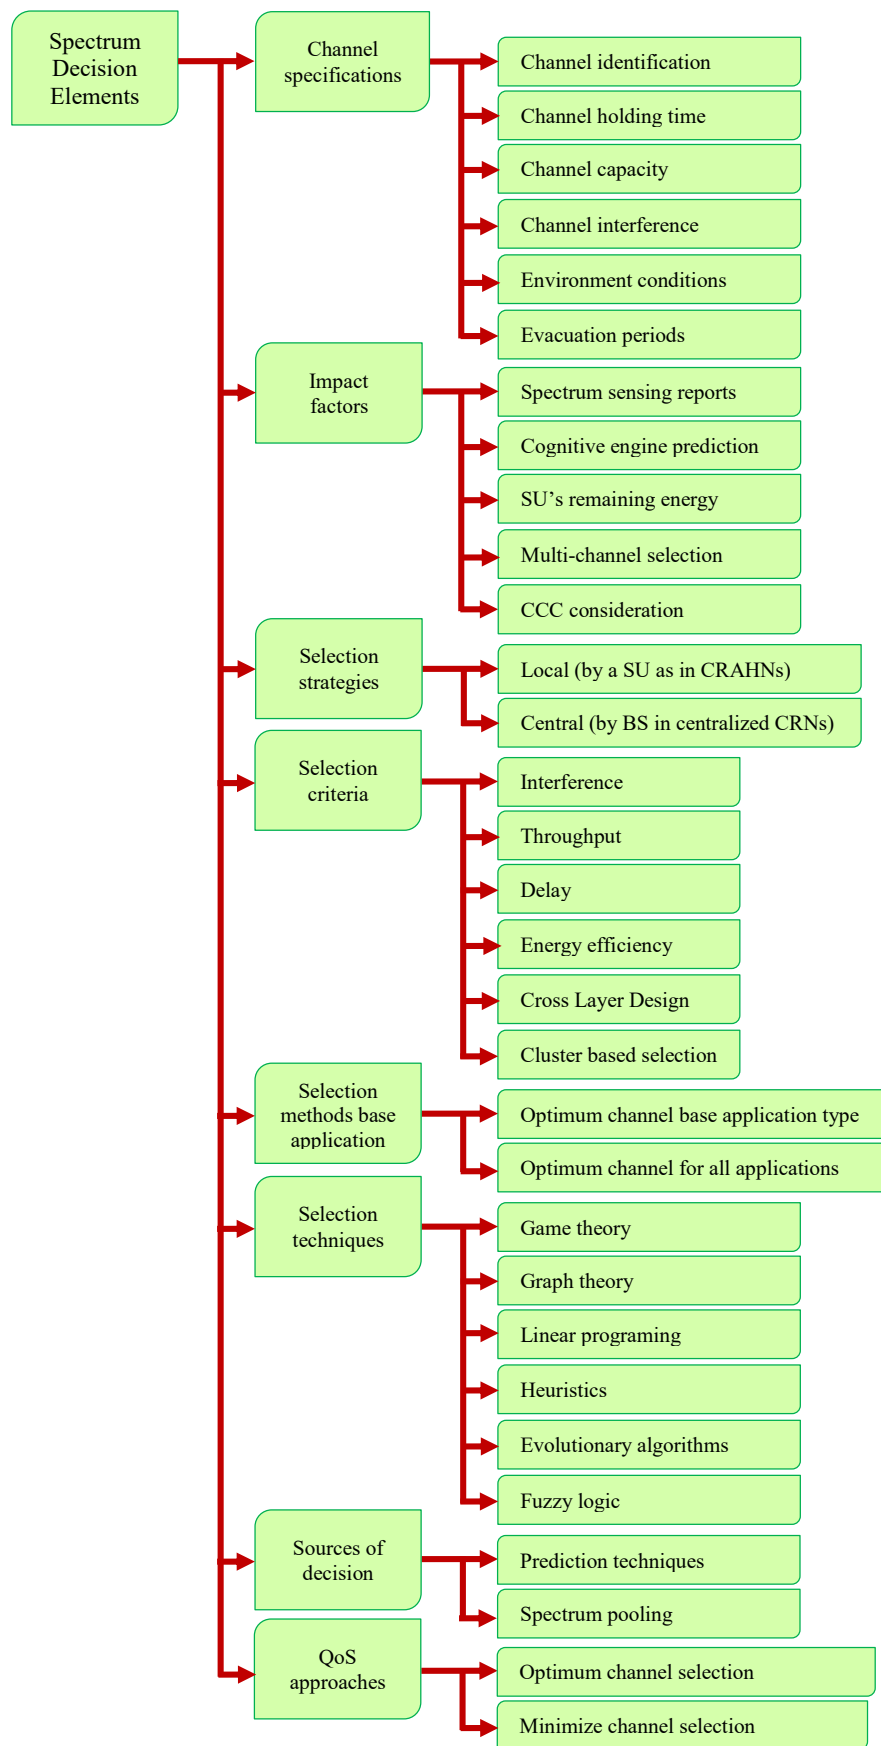 Spectrum
Decision
Elements
Channel
specifications
Channel identification
Channel holding time
Channel capacity
Channel interference
Environment conditions
Evacuation periods
Impact
factors
Spectrum sensing reports
Cognitive engine prediction
SU's remaining energy
Multi-channel selection
CCC consideration
Selection
strategies
Local (by a SU as in CRAHNs)
Central (by BS in centralized CRNs)
Selection
criteria
Interference
Throughput
Delay
Energy efficiency
Cross Layer Design
Cluster based selection
Selection
methods base
application
Optimum channel base application type
Optimum channel for all applications
Selection
techniques
Game theory
Graph theory
Linear programing
Heuristics
Evolutionary algorithms
Fuzzy logic
Sources of
decision
Prediction techniques
Spectrum pooling
QoS
approaches
Optimum channel selection
Minimize channel selection